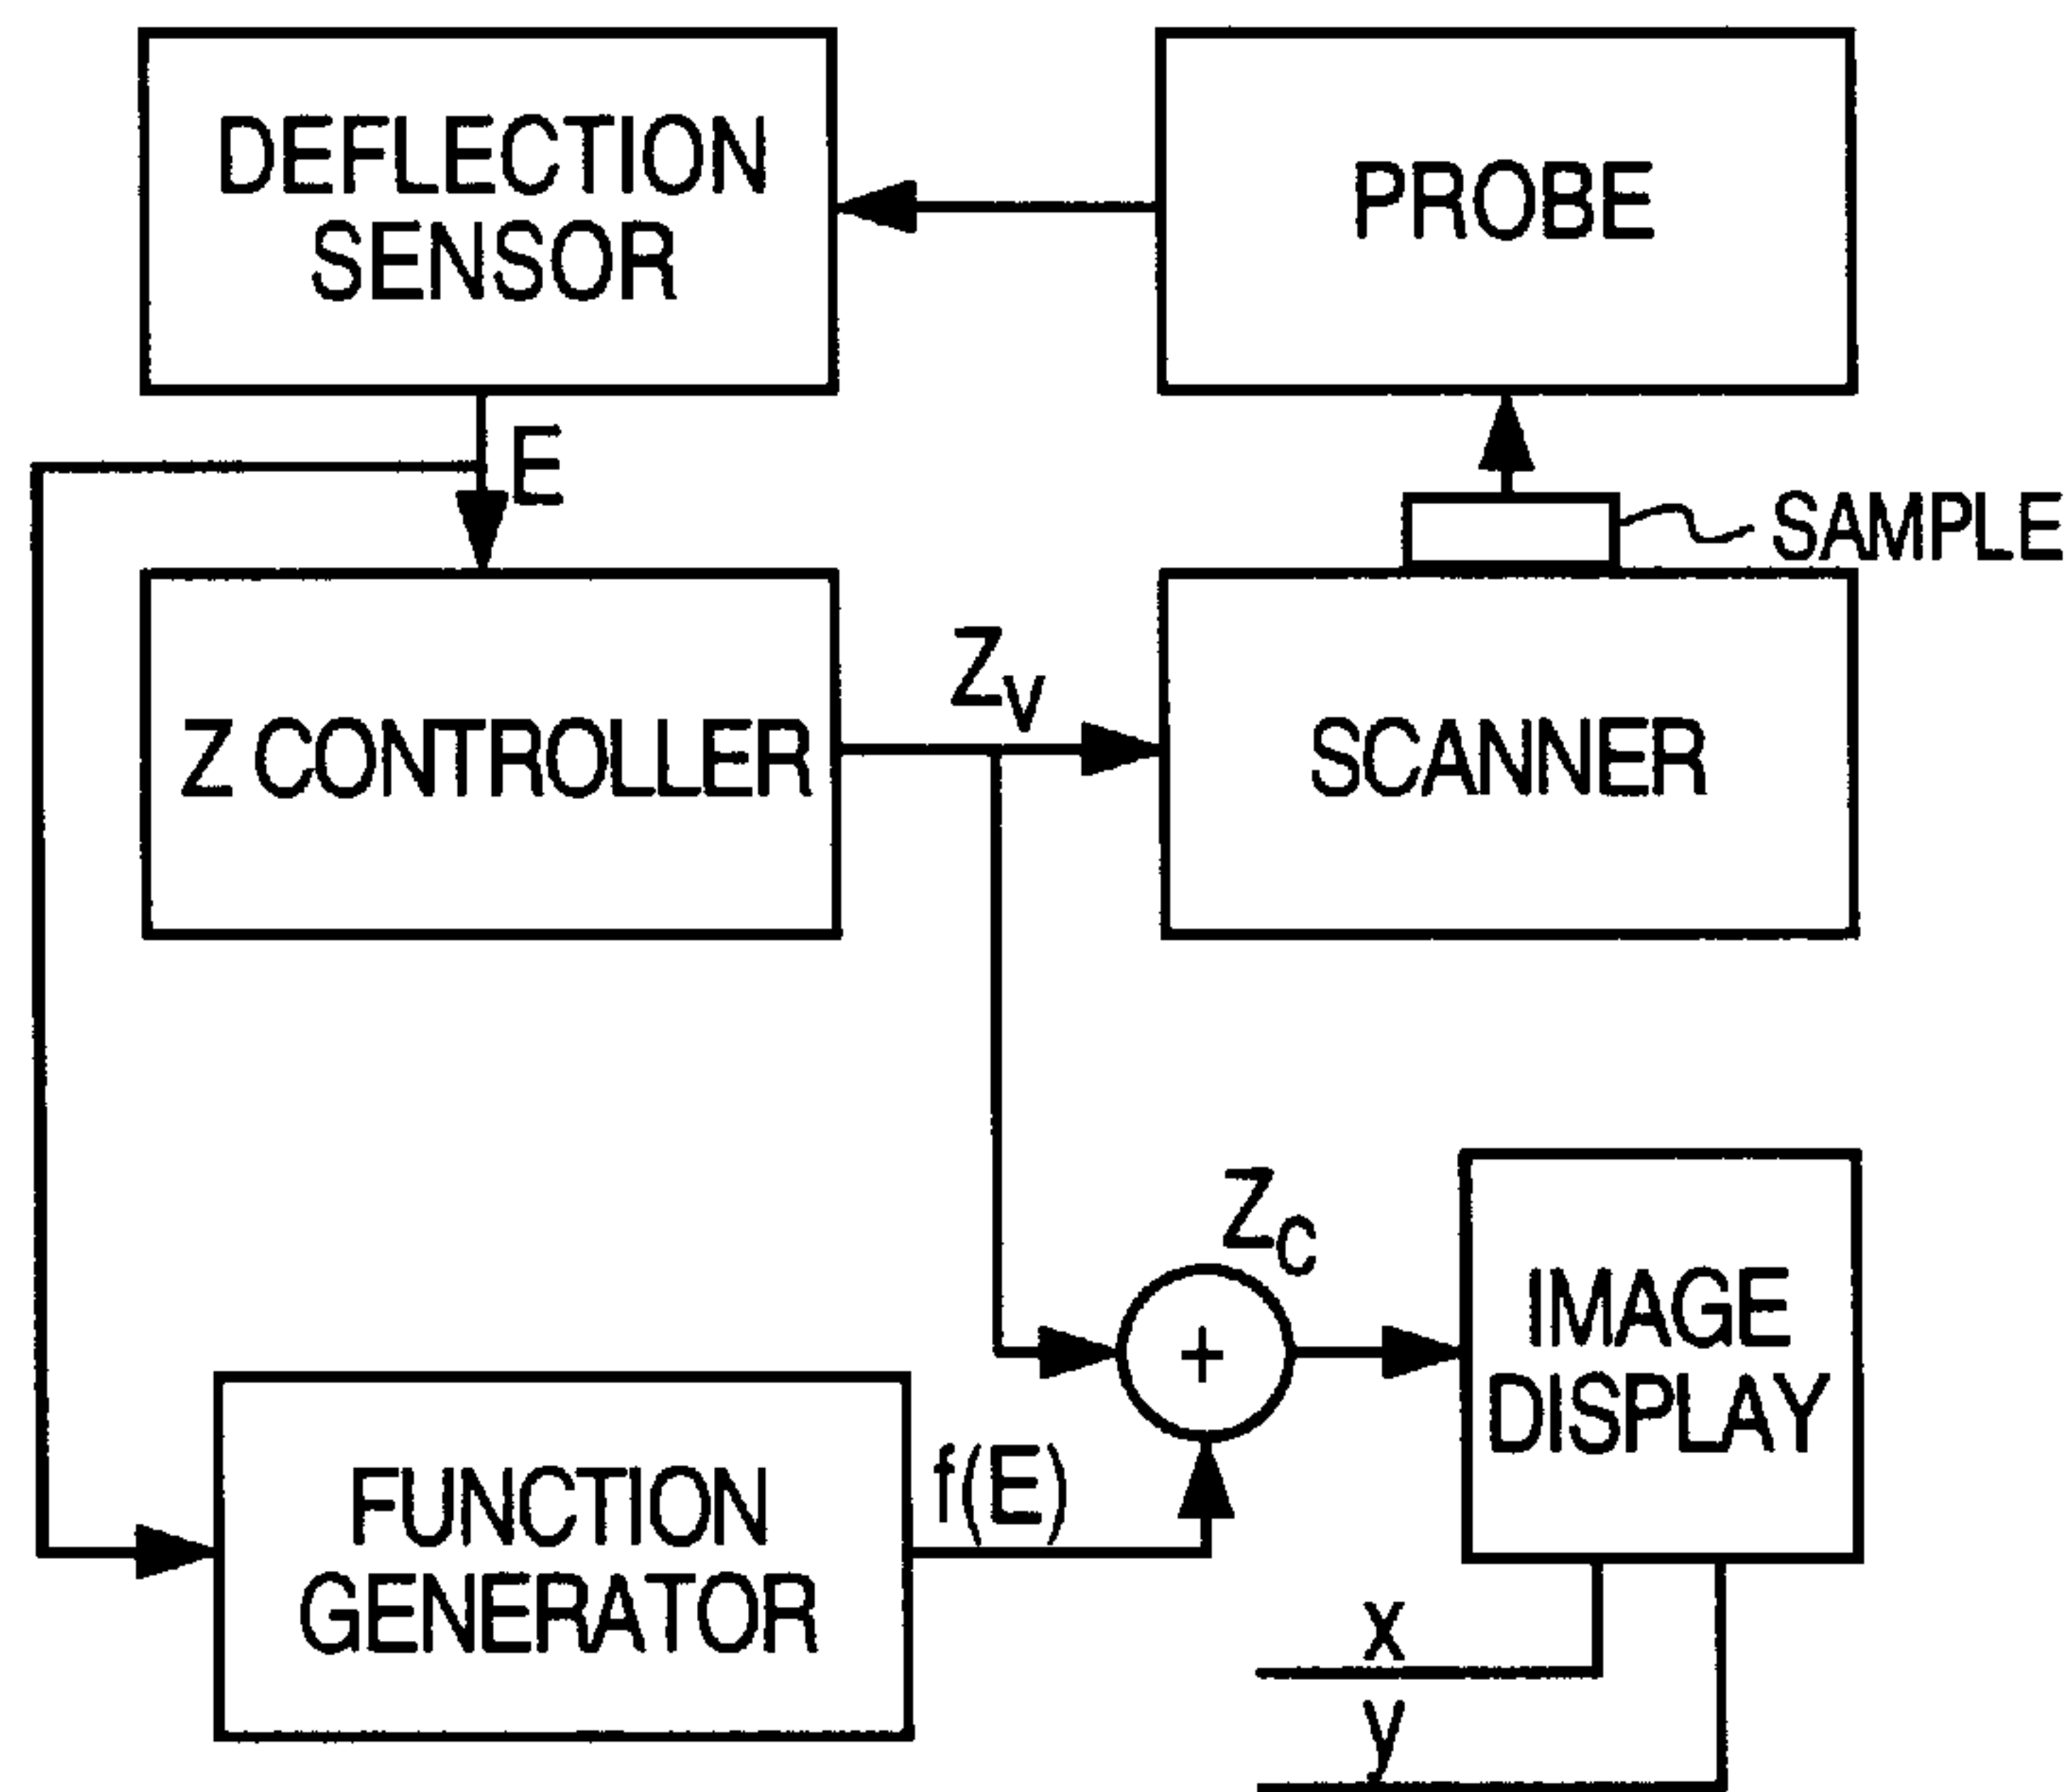 DEFLECTION
SENSOR
PROBE
E
SAMPLE
Z CONTROLLER
Zv
SCANNER
Zc
IMAGE
DISPLAY
+
f(E)
FUNCTION
GENERATOR
x
y